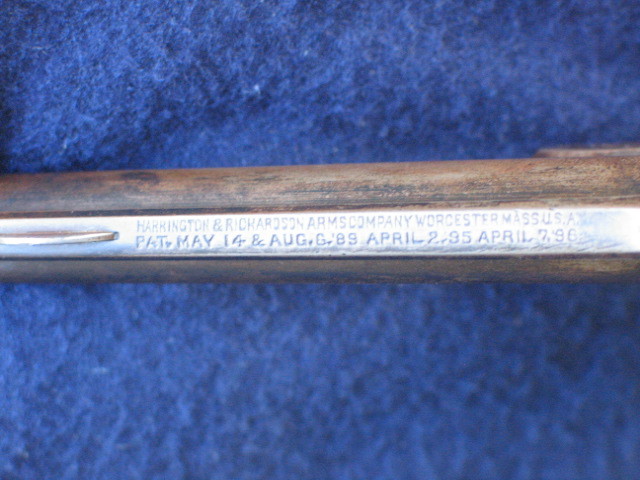 HARRINGTON & RICHARDSON ARMS COMPANY WORCESTER MASS U.S.A.
PAT. MAY 14 & AUG. 6. '89 APRIL 2. 95 APRIL 7. '96